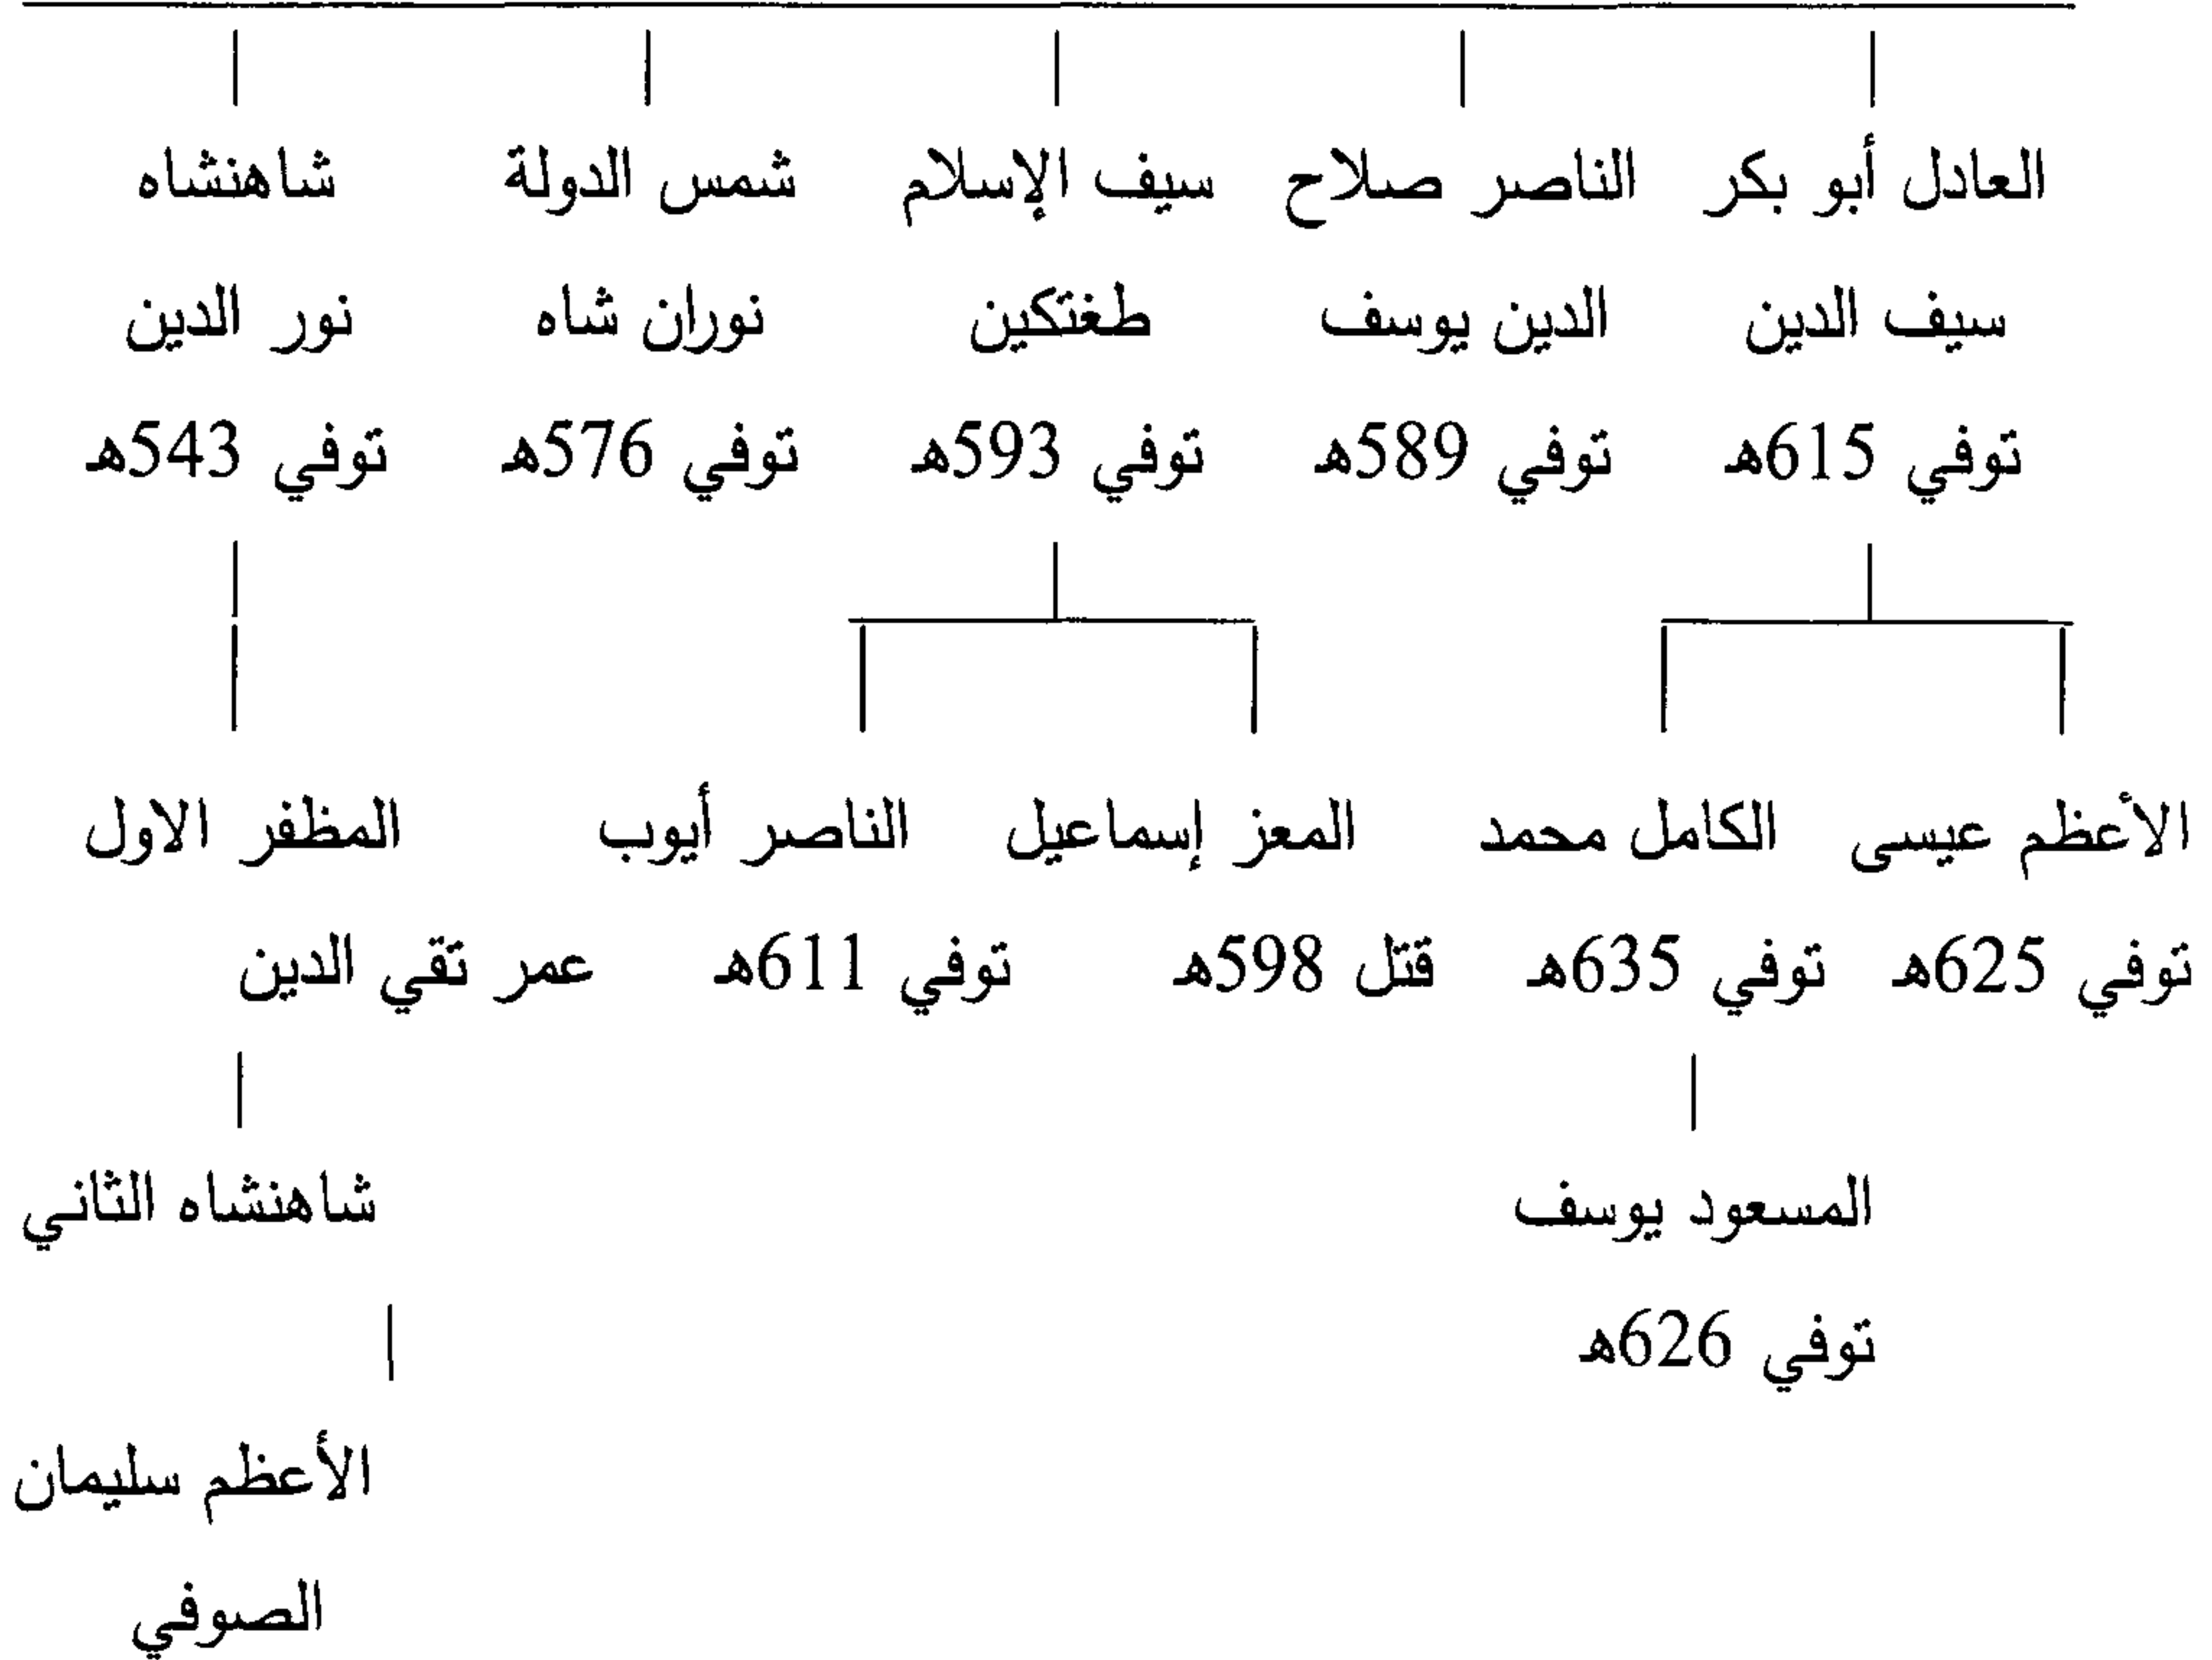 العادل أبو بكر الناصر صلاح سيف الإسلام شمس الدولة شاهنشاه
سيف الدين الدين يوسف طغتكين نوران شاه نور الدين
توفي 615هـ توفي 589هـ توفي 593هـ توفي 576هـ توفي 543هـ
الأعظم عيسى الكامل محمد المعز إسماعيل الناصر أيوب المظفر الاول
توفي 625هـ توفي 635هـ قتل 598هـ توفي 611هـ عمر تقي الدين
المسعود يوسف شاهنشاه الثاني
توفي 626هـ
الأعظم سليمان
الصوفي